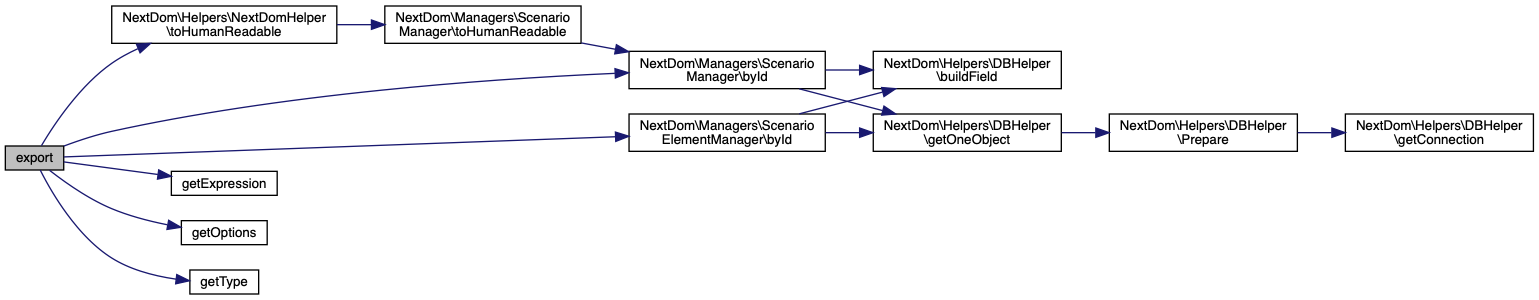 NextDom\Helpers\NextDomHelper
\toHumanReadable
NextDom\Managers\Scenario
Manager\toHumanReadable
NextDom\Managers\Scenario
Manager\byId
NextDom\Helpers\DBHelper
\buildField
NextDom\Managers\Scenario
ElementManager\byId
NextDom\Helpers\DBHelper
\getOneObject
NextDom\Helpers\DBHelper
\Prepare
NextDom\Helpers\DBHelper
\getConnection
export
getExpression
getOptions
getType